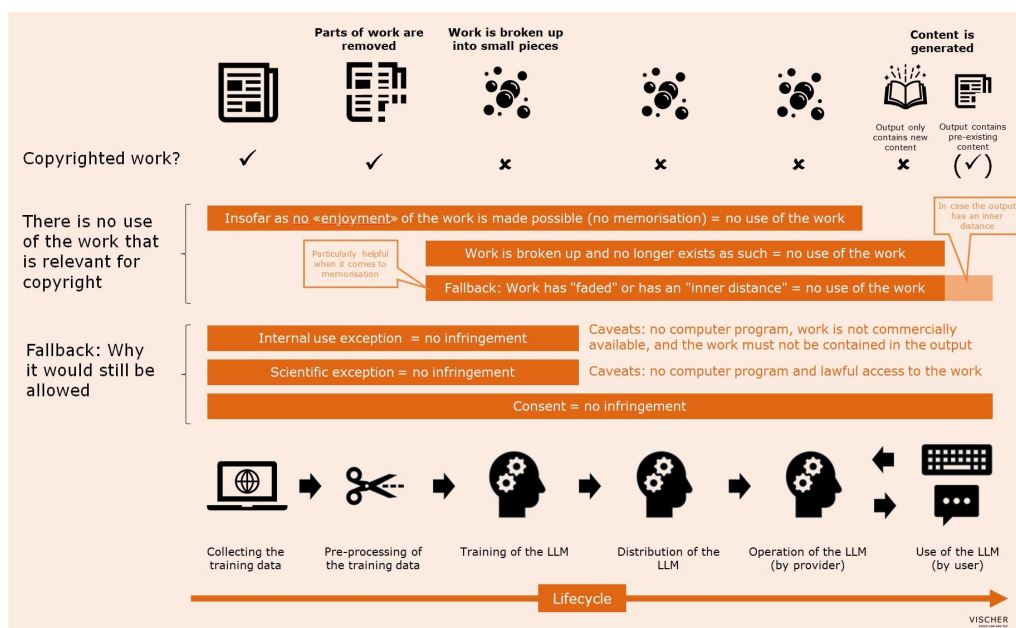 Parts of work are
removed
Work is broken up
into small pieces
Content is
generated
Output only
contains new
content
Output contains
pre-existing
content
Copyrighted work?
There is no use
of the work that
is relevant for
copyright
Insofar as no «enjoyment» of the work is made possible (no memorisation) = no use of the work
In case the output
has an inner
distance
Particularly helpful
when it comes to
memorisation
Work is broken up and no longer exists as such = no use of the work
Fallback: Work has "faded" or has an "inner distance" = no use of the work
Fallback: Why
it would still be
allowed
Internal use exception = no infringement
Caveats: no computer program, work is not commercially
available, and the work must not be contained in the output
Scientific exception = no infringement
Caveats: no computer program and lawful access to the work
Consent = no infringement
Collecting the
training data
Pre-processing of
the training data
Training of the LLM
Distribution of the
LLM
Operation of the LLM
(by provider)
Use of the LLM
(by user)
Lifecycle
VISCHER